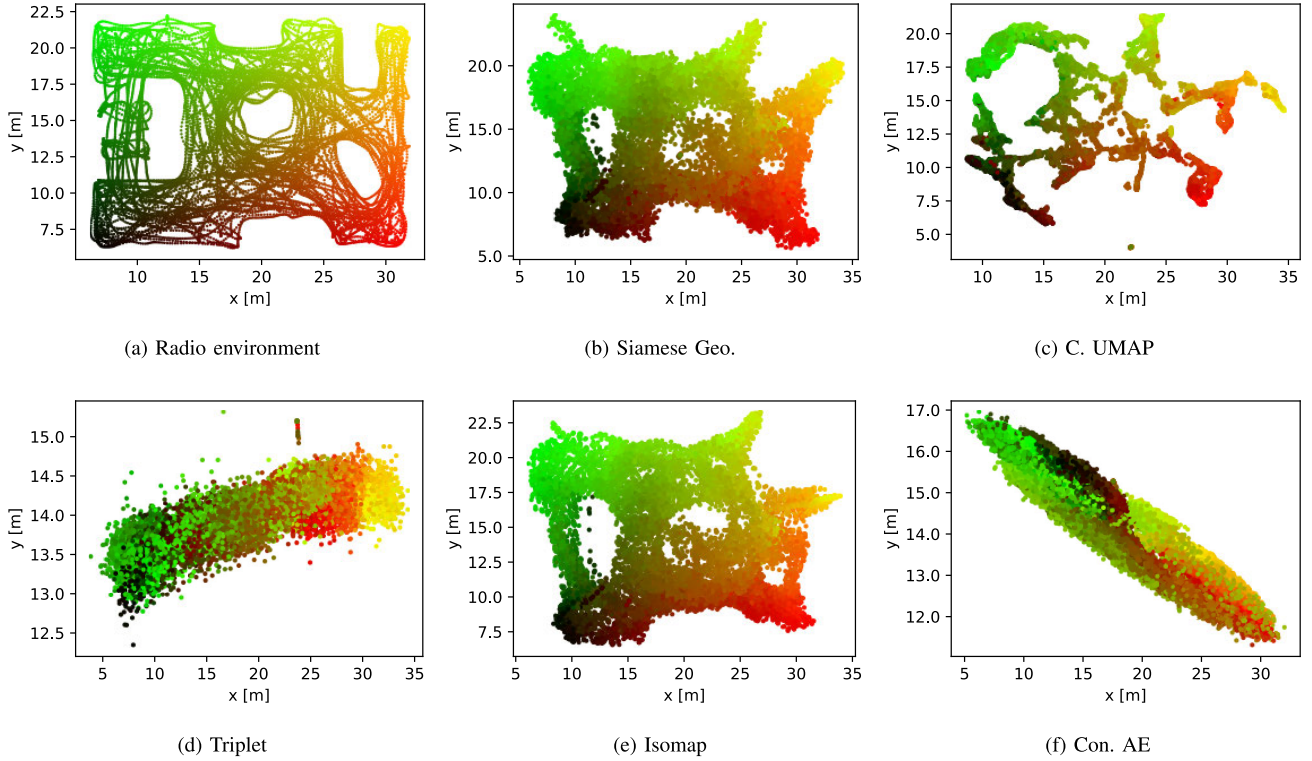 22.5
20.0
17.5
15.0
12.5
10.0
7.5
y [m]
10 15 20 25 30
x [m]
(a) Radio environment
20.0
15.0
10.0
5.0
y [m]
5 10 15 20 25 30 35
x [m]
(b) Siamese Geo.
20.0
17.5
15.0
12.5
10.0
7.5
5.0
y [m]
10 15 20 25 30 35
x [m]
(c) C. UMAP
15.0
14.5
14.0
13.5
13.0
12.5
y [m]
5 10 15 20 25 30 35
x [m]
(d) Triplet
22.5
20.0
17.5
15.0
12.5
10.0
7.5
y [m]
5 10 15 20 25 30 35
x [m]
(e) Isomap
17.0
16.0
15.0
14.0
13.0
12.0
y [m]
5 10 15 20 25 30
x [m]
(f) Con. AE